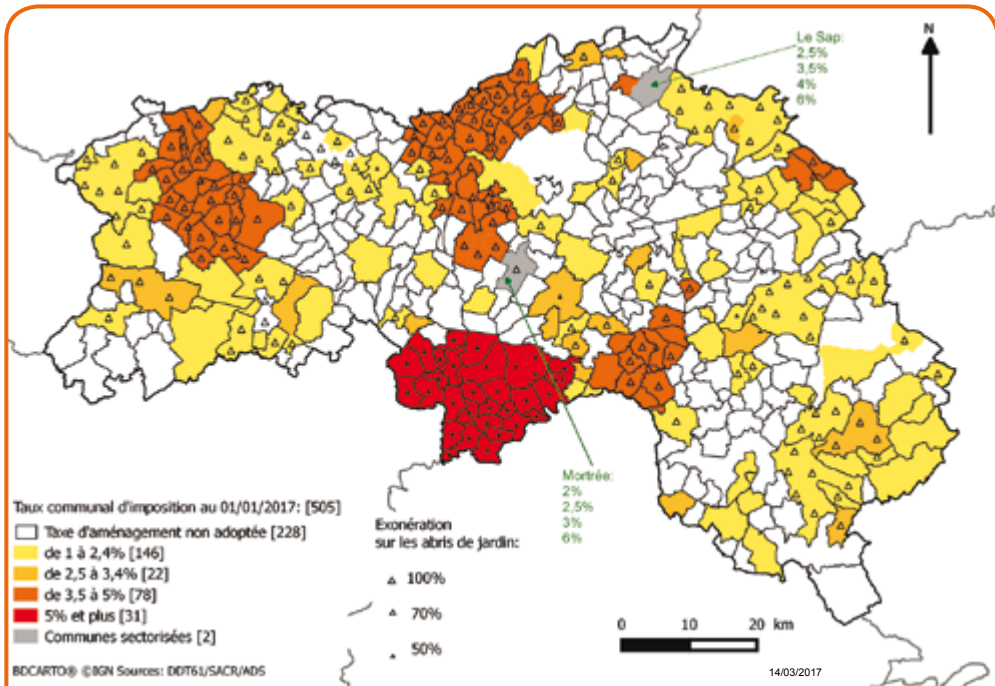 Le Sap:
2,5%
3,5%
4%
6%
N
Mortrée:
2%
2,5%
3%
6%
Taux communal d'imposition au 01/01/2017: [505]
Taxe d'aménagement non adoptée [228]
de 1 à 2,4% [146]
de 2,5 à 3,4% [22]
de 3,5 à 5% [78]
5% et plus [31]
Communes sectorisées [2]
Exonération
sur les abris de jardin:
100%
70%
50%
0 10 20 km
BDCARTO® ©IGN Sources: DDT61/SACR/ADS
14/03/2017